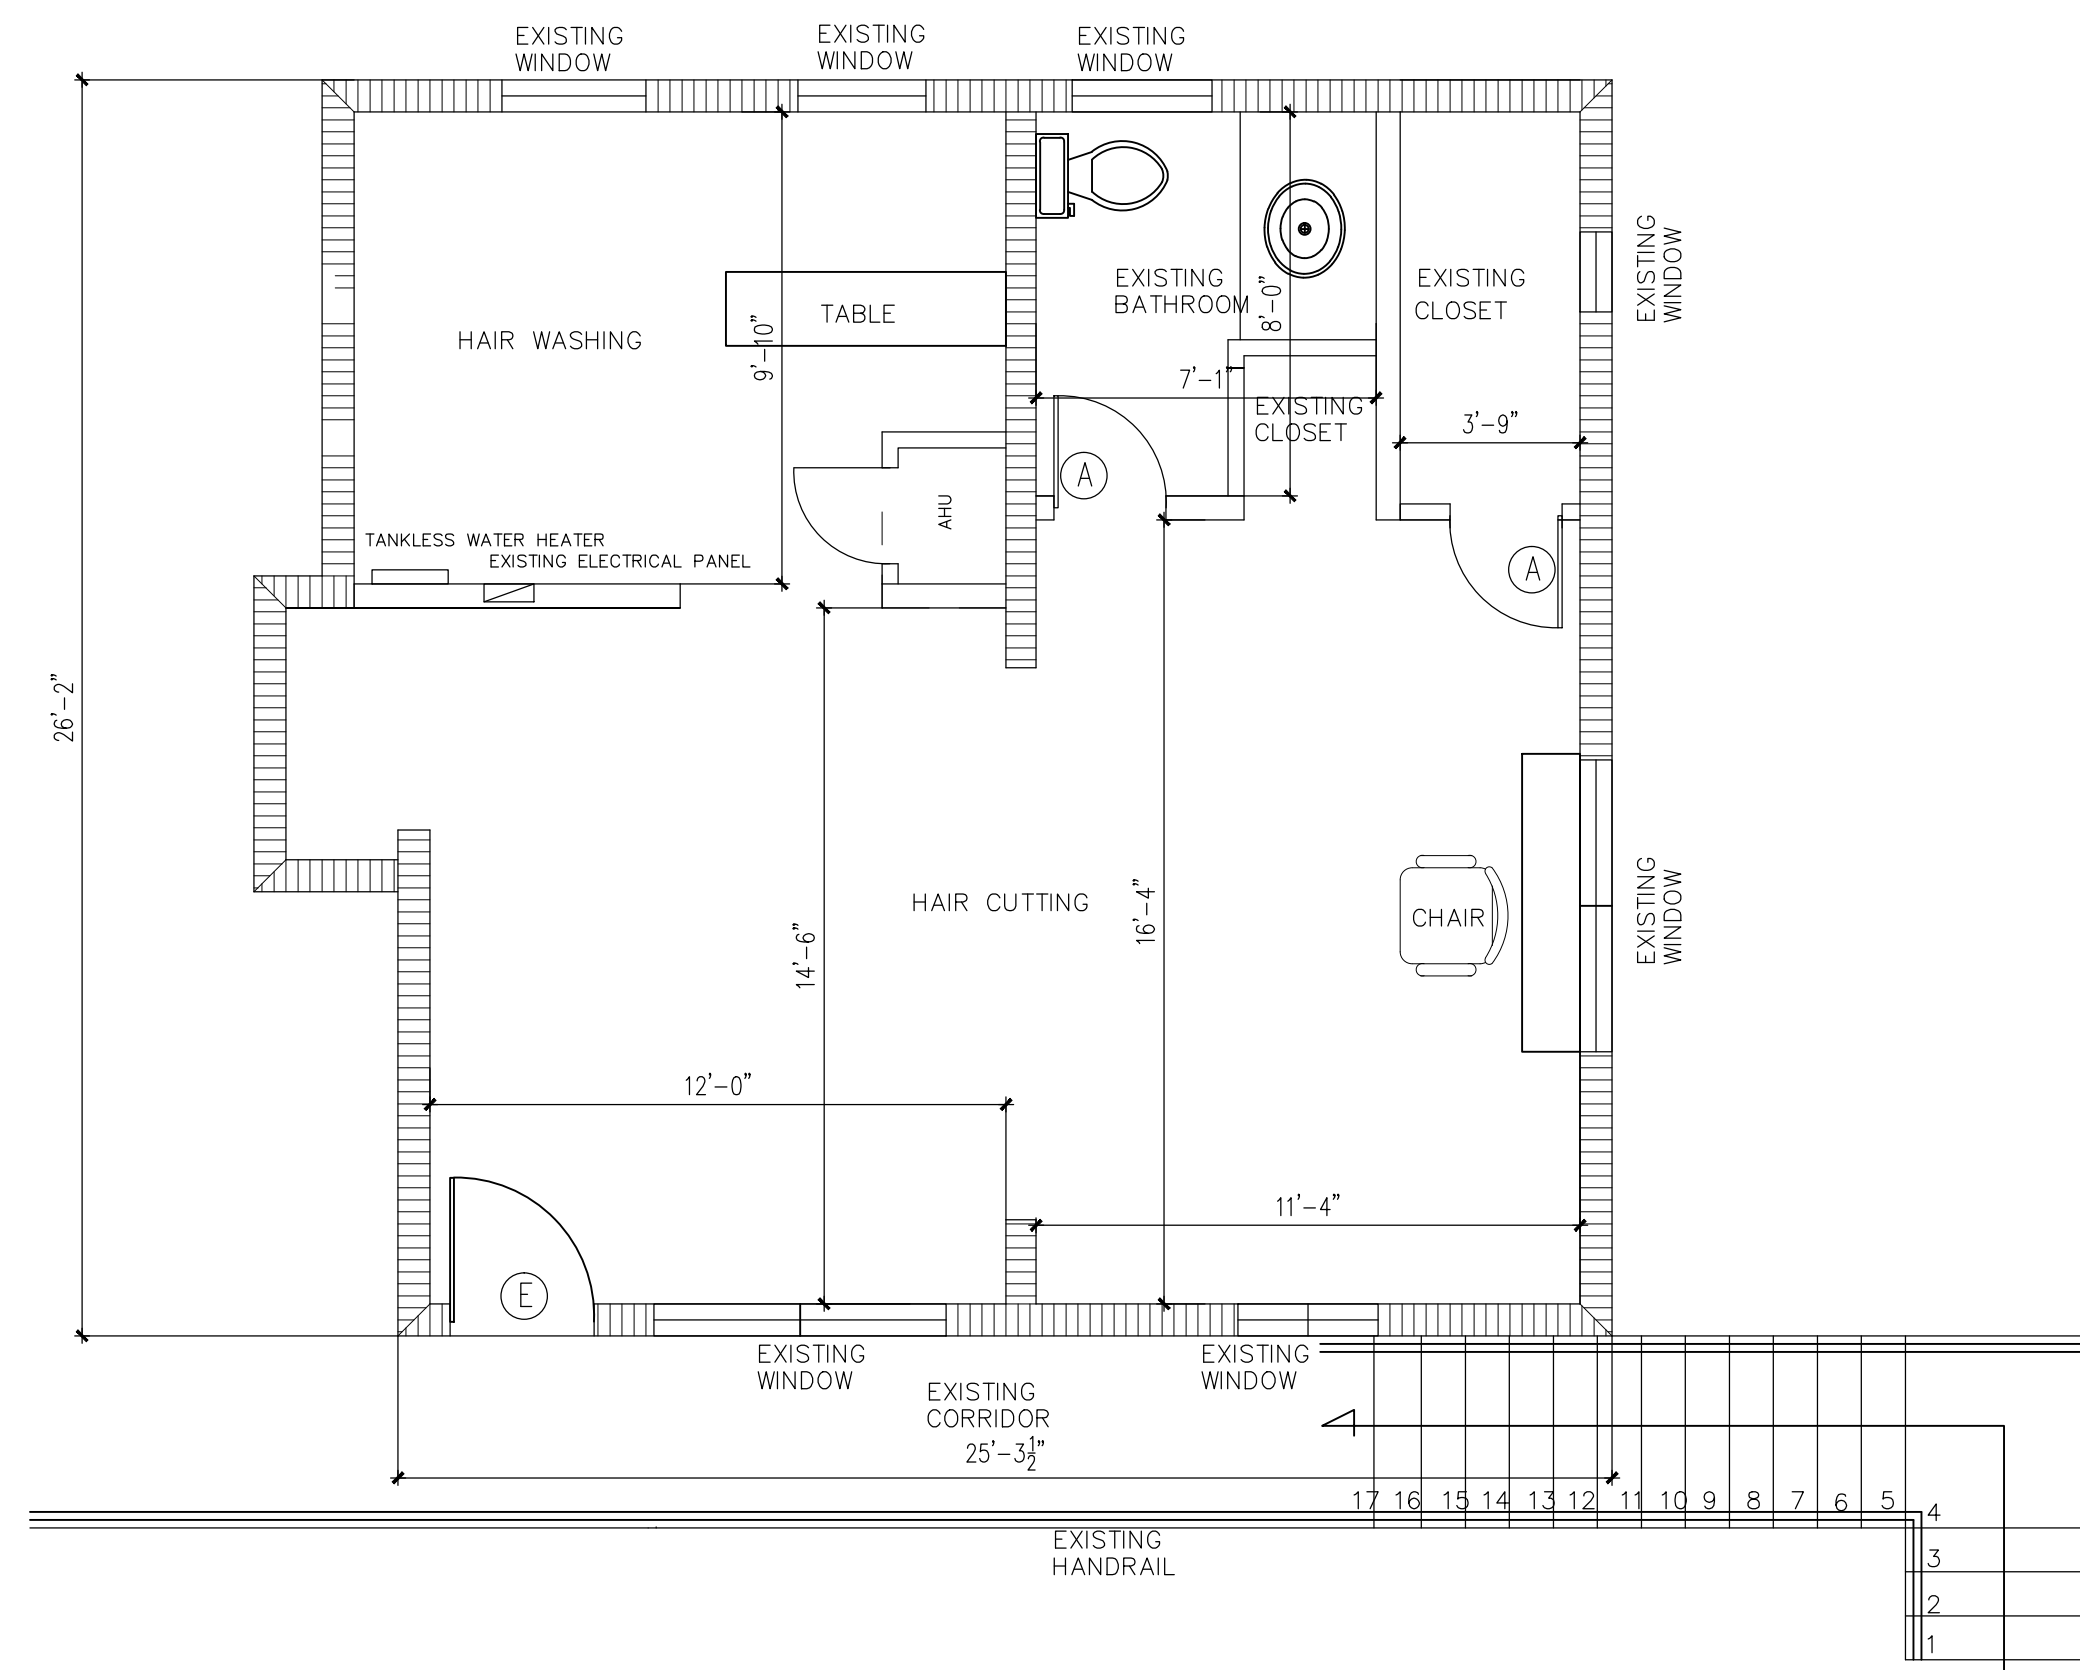 EXISTING
WINDOW
EXISTING
WINDOW
EXISTING
WINDOW
EXISTING
WINDOW
EXISTING
BATHROOM
8'-0"
EXISTING
CLOSET
TABLE
HAIR WASHING
9'-10"
7'-1"
EXISTING
CLOSET
3'-9"
A
AHU
A
TANKLESS WATER HEATER
EXISTING ELECTRICAL PANEL
26'-2"
HAIR CUTTING
14'-6"
16'-4"
CHAIR
EXISTING
WINDOW
12'-0"
11'-4"
E
EXISTING
WINDOW
EXISTING
WINDOW
EXISTING
CORRIDOR
25'-3½"
17 16 15 14 13 12 11 10 9 8 7 6 5
4
3
2
1
EXISTING
HANDRAIL